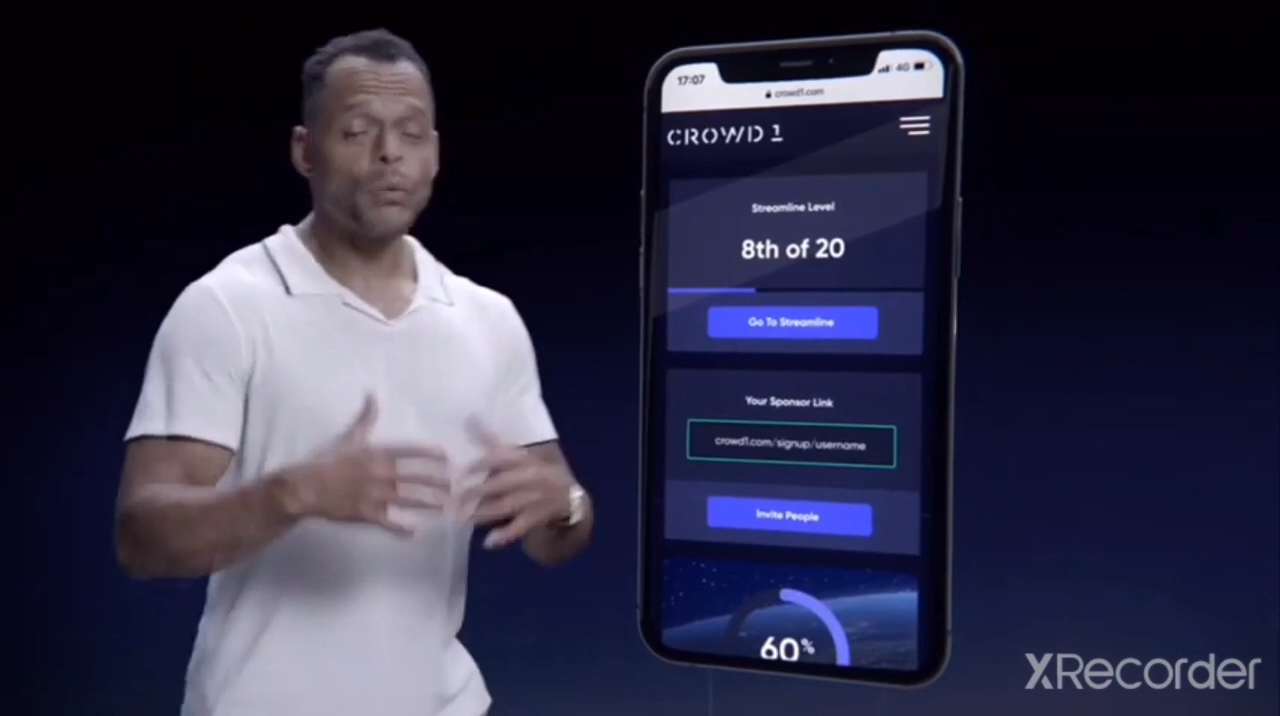 17:07
4G
crowd1.com
CROWD 1
Streamline Level
8th of 20
Go To Streamline
Your Sponsor Link
crowd1.com/signup/username
Invite People
60%
XRecorder